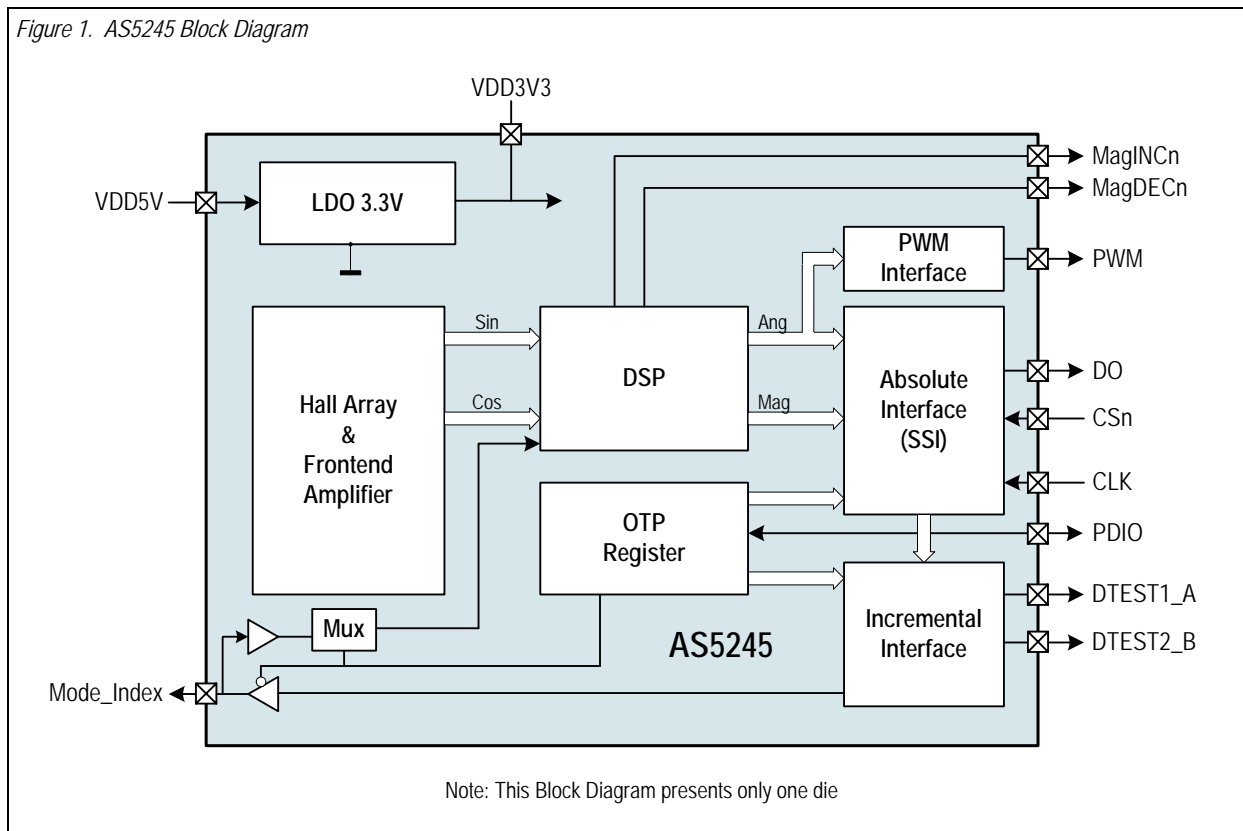 Figure 1. AS5245 Block Diagram
VDD3V3
MagINCn
MagDECn
VDD5V
LDO 3.3V
PWM
Interface
PWM
Sin
Cos
Hall Array
&
Frontend
Amplifier
DSP
Ang
Mag
Absolute
Interface
(SSI)
DO
CSn
CLK
OTP
Register
PDIO
Mux
AS5245
Incremental
Interface
DTEST1_A
DTEST2_B
Mode_Index
Note: This Block Diagram presents only one die